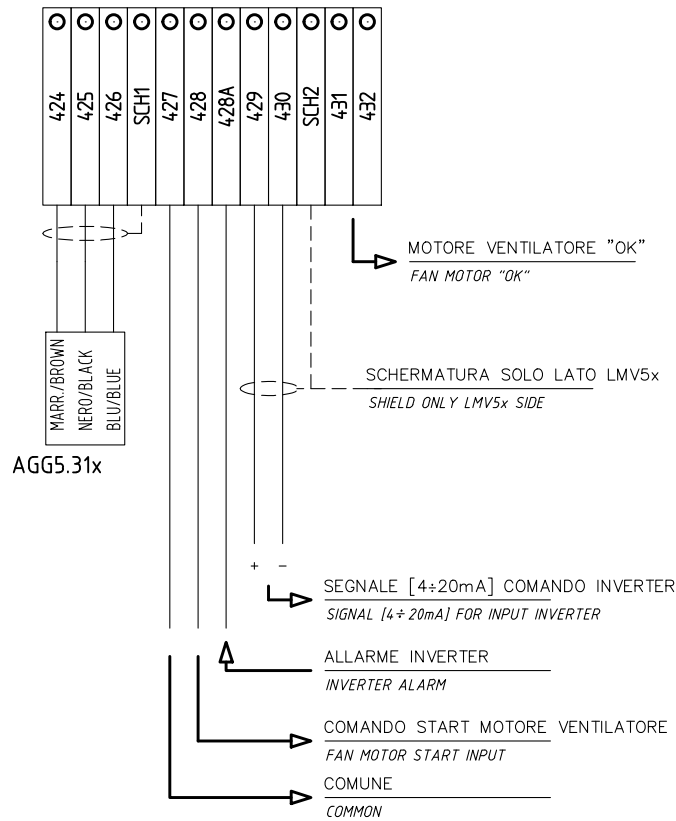 424 425 426 SCH1 427 428 428A 429 430 SCH2 431 432
MOTORE VENTILATORE "OK"
FAN MOTOR "OK"
MARR./BROWN
NERO/BLACK
BLU/BLUE
SCHERMATURA SOLO LATO LMV5x
SHIELD ONLY LMV5x SIDE
AGG5.31x
+ −
SEGNALE [4÷20mA] COMANDO INVERTER
SIGNAL [4÷20mA] FOR INPUT INVERTER
ALLARME INVERTER
INVERTER ALARM
COMANDO START MOTORE VENTILATORE
FAN MOTOR START INPUT
COMUNE
COMMON